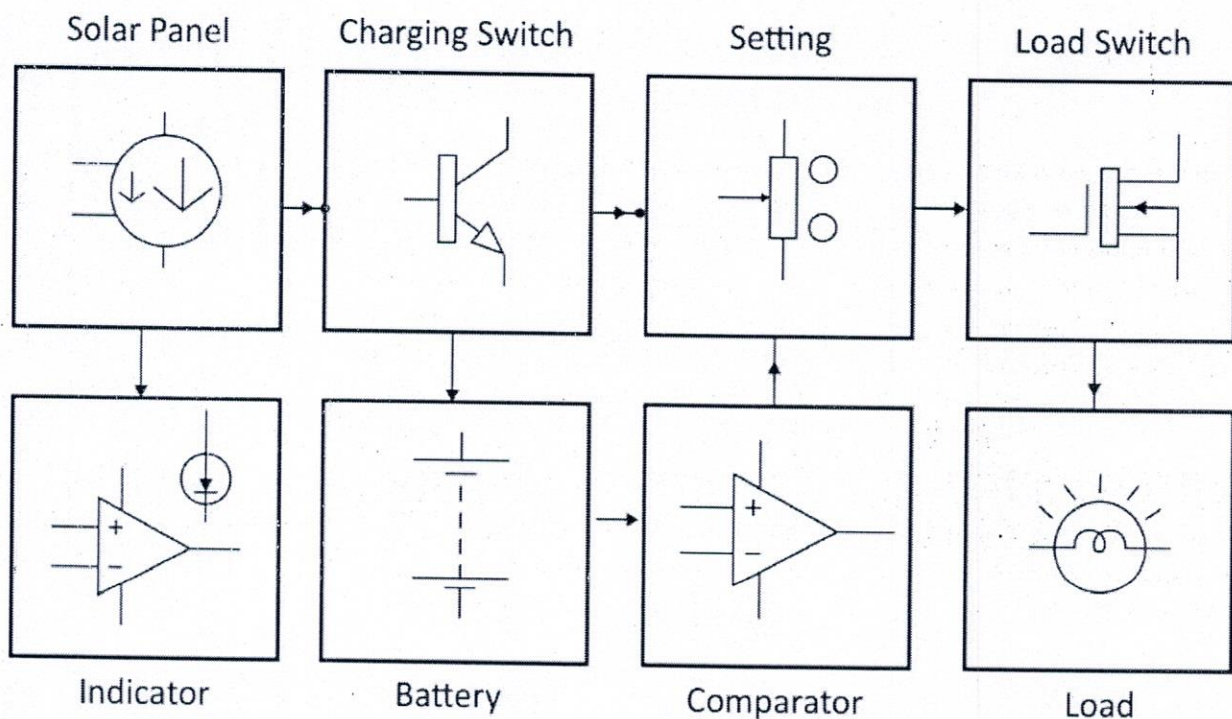 Solar Panel
Charging Switch
Setting
Load Switch
+
-
+
-
Indicator
Battery
Comparator
Load